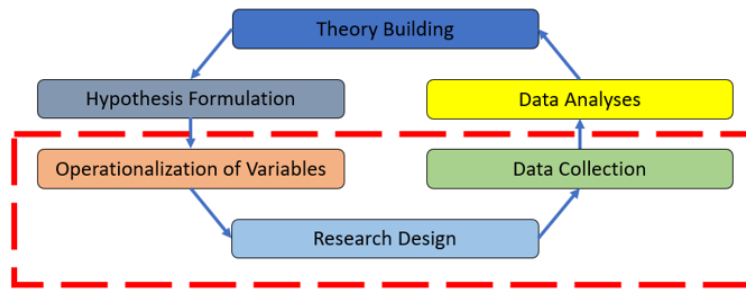 Theory Building
Hypothesis Formulation
Data Analyses
Operationalization of Variables
Data Collection
Research Design